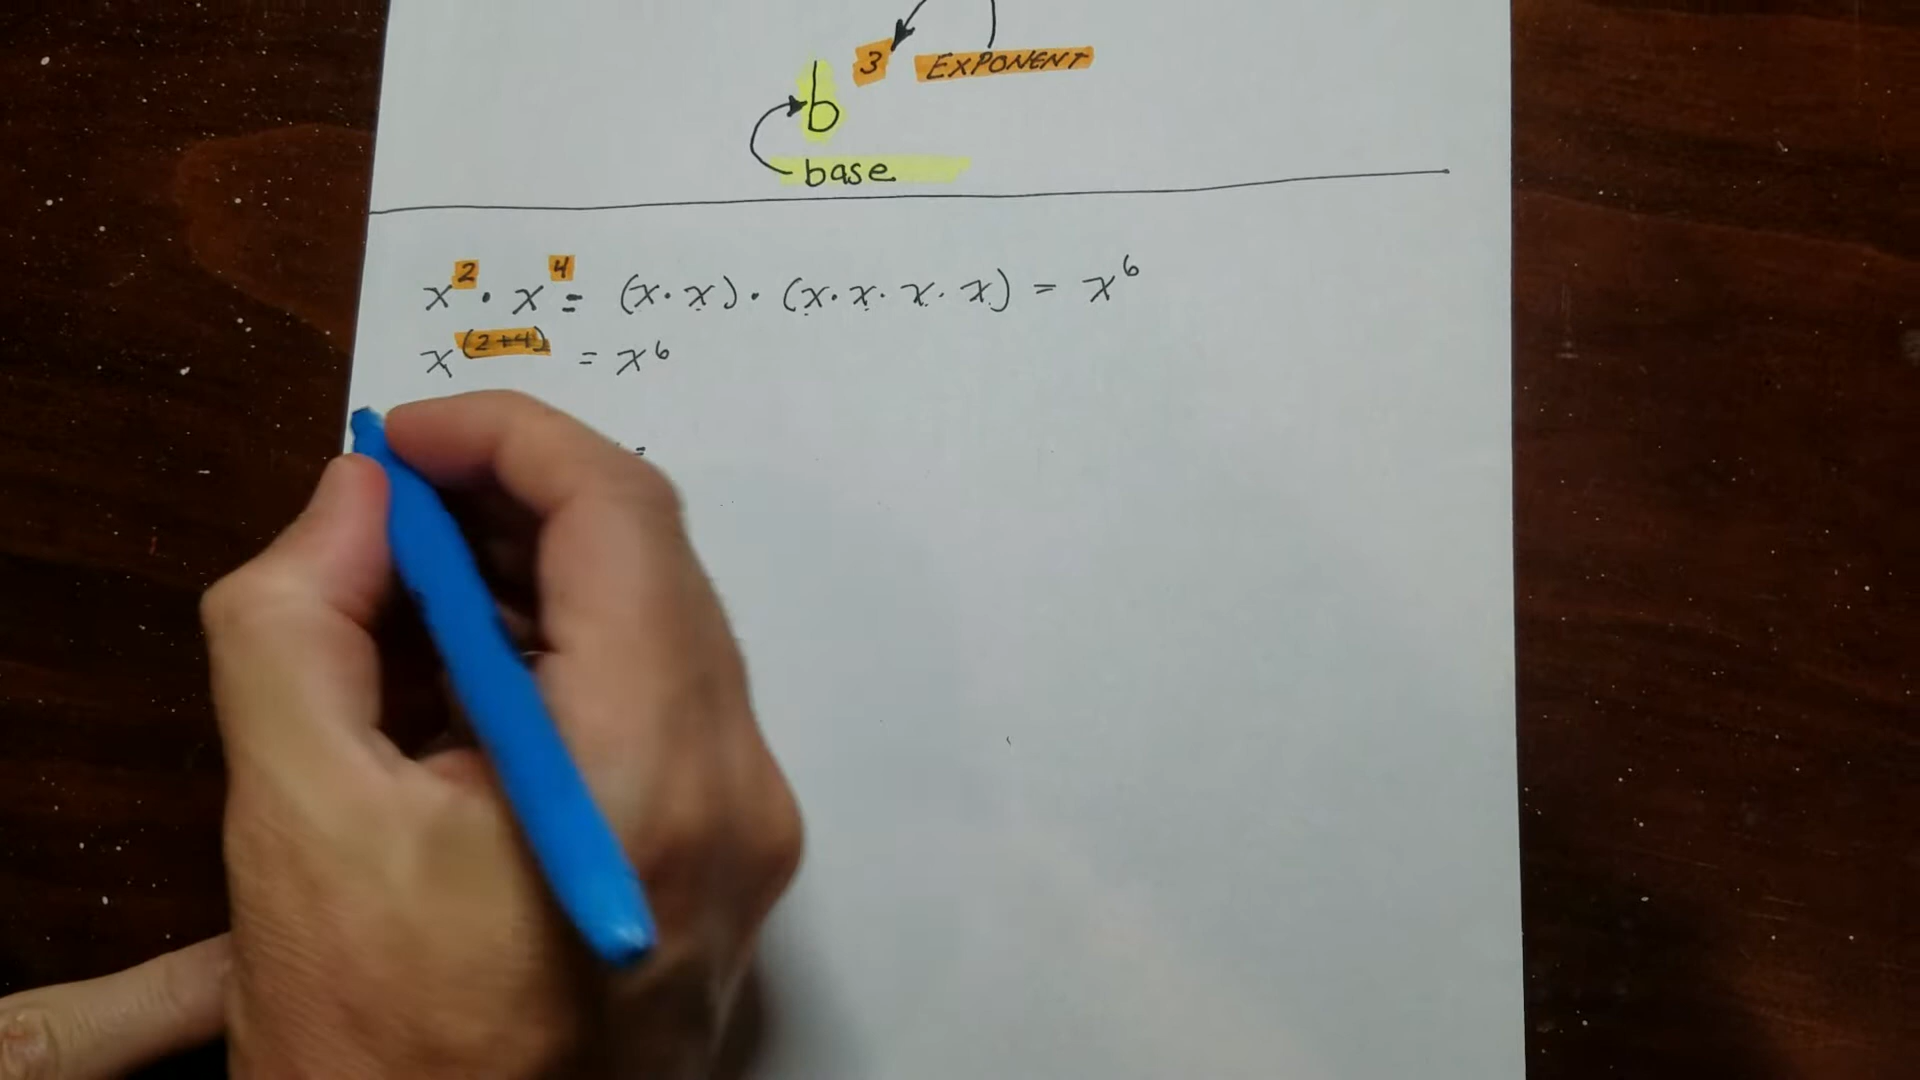 3 EXPONENT
b
base
x² · x⁴ = (x·x) · (x·x·x·x) = x⁶
x⁽²⁺⁴⁾ = x⁶
=